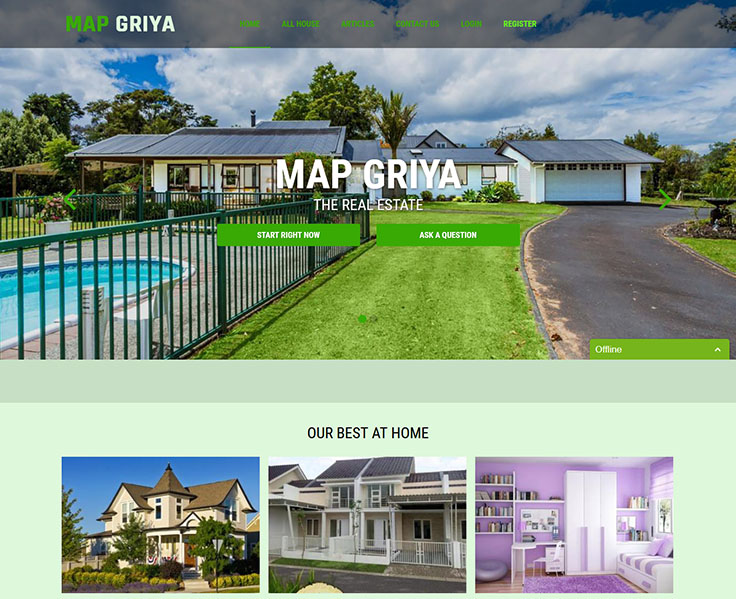 MAP GRIYA
HOME ALL HOUSE ARTICLES CONTACT US LOGIN REGISTER
MAP GRIYA
THE REAL ESTATE
START RIGHT NOW ASK A QUESTION
Offline
OUR BEST AT HOME